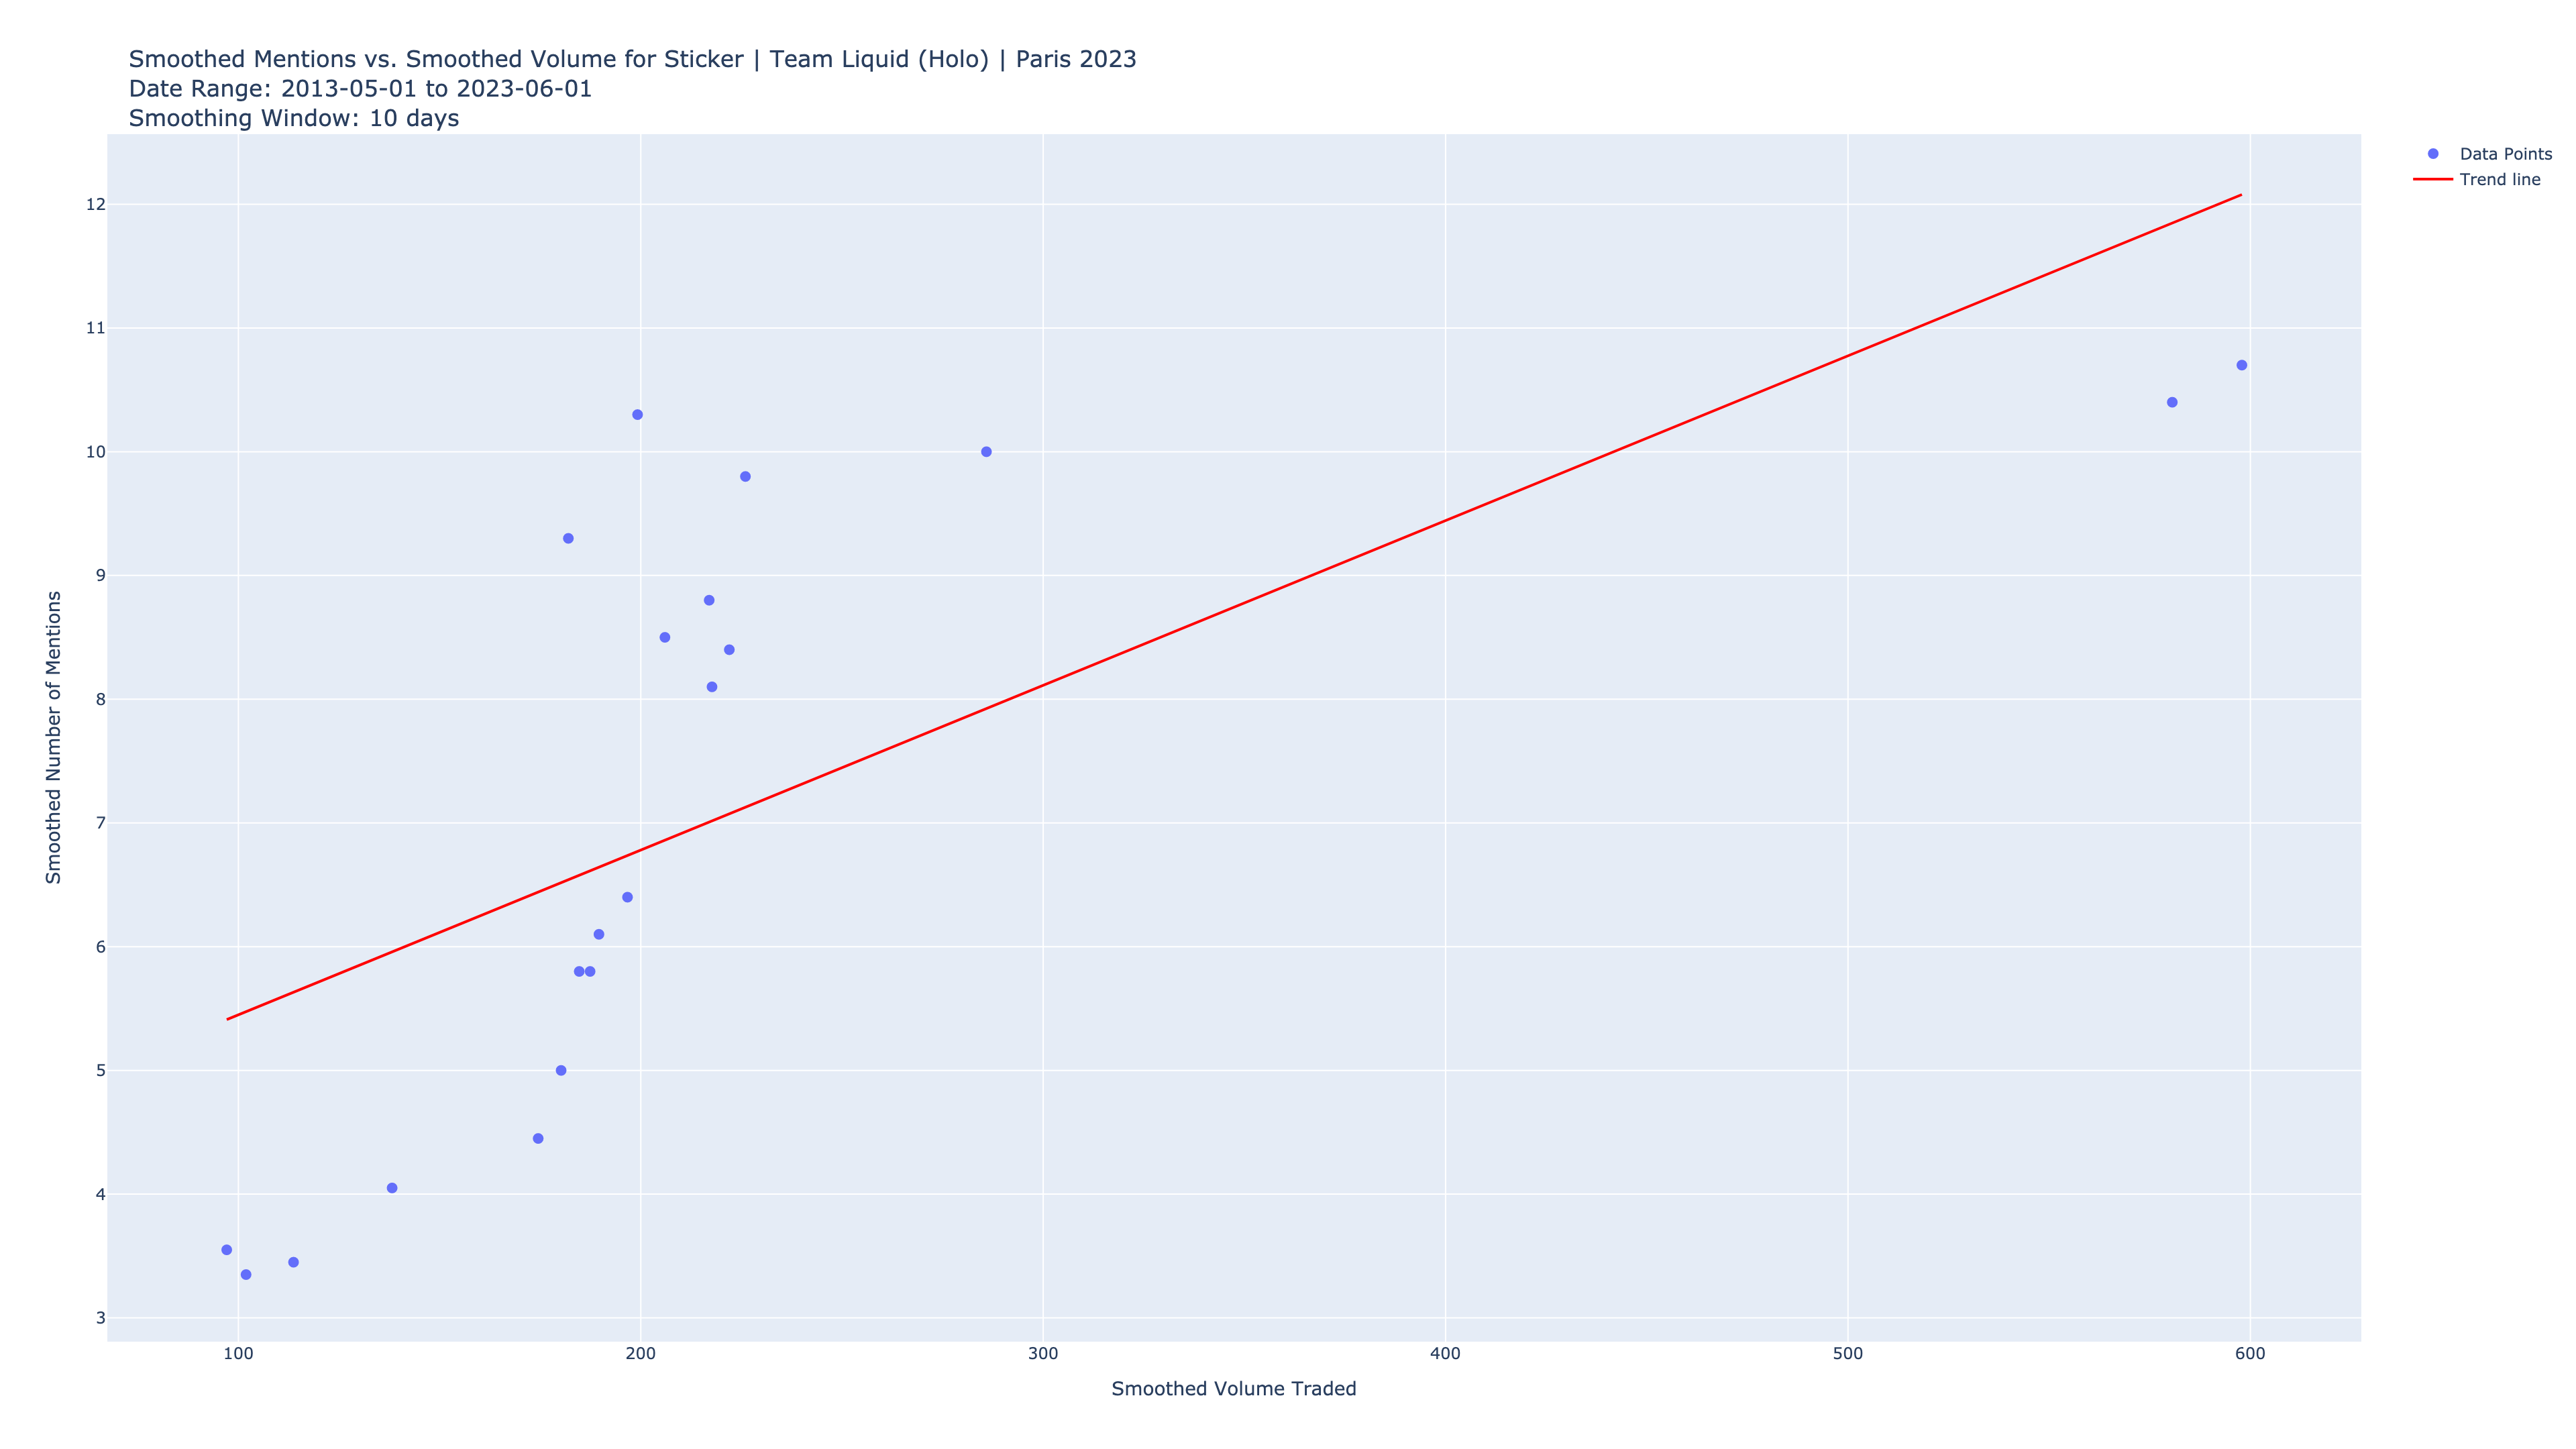 Smoothed Mentions vs. Smoothed Volume for Sticker | Team Liquid (Holo) | Paris 2023
Date Range: 2013-05-01 to 2023-06-01
Smoothing Window: 10 days
Data Points
Trend line
12
11
10
9
8
7
6
5
4
3
Smoothed Number of Mentions
100 200 300 400 500 600
Smoothed Volume Traded